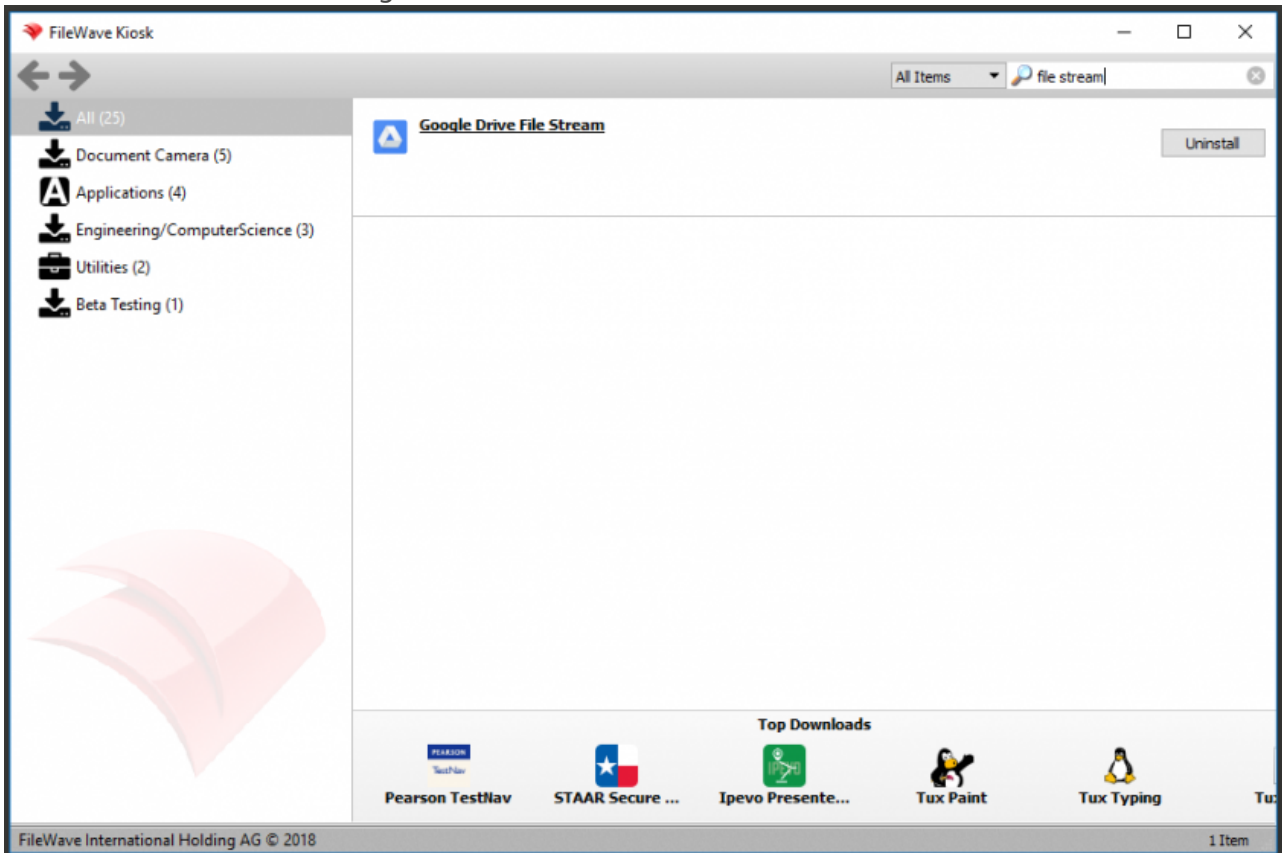 FileWave Kiosk
All Items
file stream
All (25)
Document Camera (5)
Applications (4)
Engineering/ComputerScience (3)
Utilities (2)
Beta Testing (1)
Google Drive File Stream
Uninstall
Top Downloads
PEARSON
TestNav
IPEVO
Pearson TestNav
STAAR Secure ...
Ipevo Presente...
Tux Paint
Tux Typing
Tu
FileWave International Holding AG © 2018
1 Item